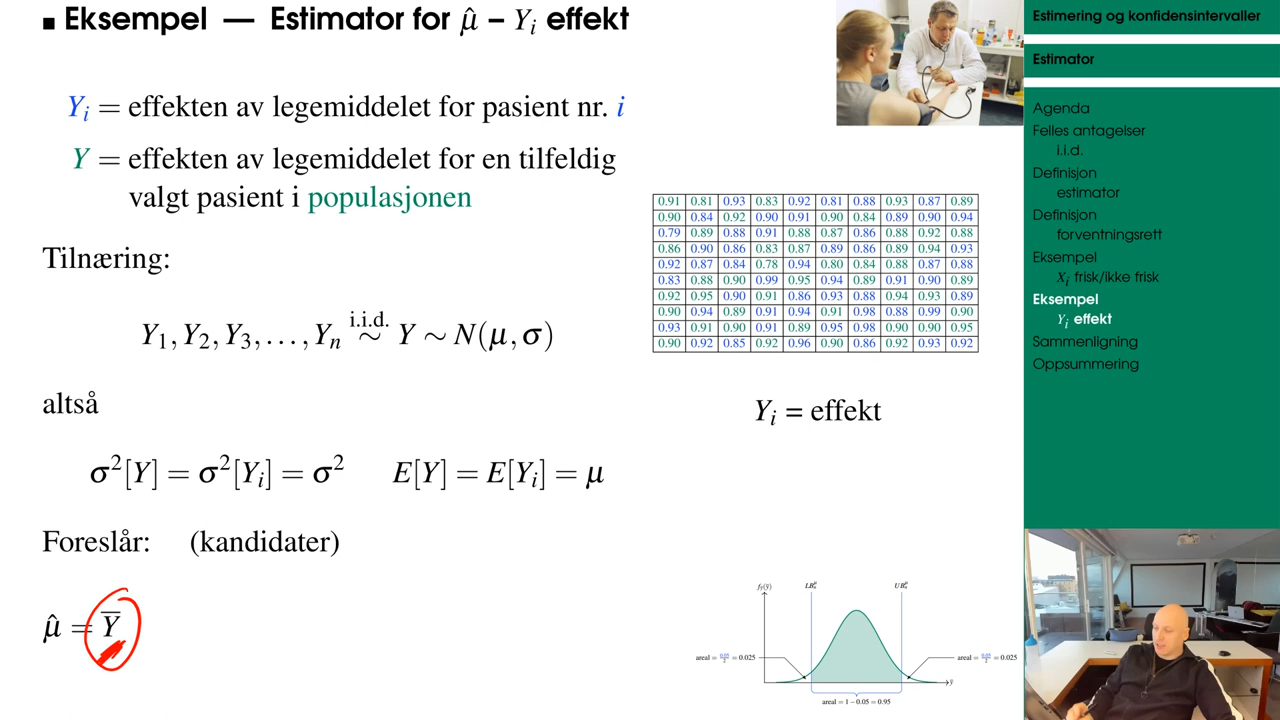 ▪ Eksempel — Estimator for μ̂ – Yᵢ effekt
Yᵢ = effekten av legemiddelet for pasient nr. i
Y = effekten av legemiddelet for en tilfeldig
valgt pasient i populasjonen
Tilnæring:
Y₁, Y₂, Y₃, …, Yₙ i.i.d. ~ Y ~ N(μ, σ)
altså
σ²[Y] = σ²[Yᵢ] = σ² E[Y] = E[Yᵢ] = μ
Foreslår: (kandidater)
μ̂ = Y̅
0.91 0.81 0.93 0.83 0.92 0.81 0.88 0.93 0.87 0.89
0.90 0.84 0.92 0.90 0.91 0.90 0.84 0.89 0.90 0.94
0.79 0.89 0.88 0.91 0.88 0.87 0.86 0.88 0.92 0.88
0.86 0.90 0.86 0.83 0.87 0.89 0.86 0.89 0.94 0.93
0.92 0.87 0.84 0.78 0.94 0.80 0.84 0.88 0.87 0.88
0.83 0.88 0.90 0.99 0.95 0.94 0.89 0.91 0.90 0.89
0.92 0.95 0.90 0.91 0.86 0.93 0.88 0.94 0.93 0.89
0.90 0.94 0.89 0.91 0.94 0.91 0.98 0.88 0.99 0.90
0.93 0.91 0.90 0.91 0.89 0.95 0.98 0.90 0.90 0.95
0.90 0.92 0.85 0.92 0.96 0.90 0.86 0.92 0.93 0.92
Yᵢ = effekt
areal = 0.05/2 = 0.025
areal = 0.05/2 = 0.025
areal = 1 − 0.05 = 0.95
Estimering og konfidensintervaller
Estimator
Agenda
Felles antagelser
i.i.d.
Definisjon
estimator
Definisjon
forventningsrett
Eksempel
Xᵢ frisk/ikke frisk
Eksempel
Yᵢ effekt
Sammenligning
Oppsummering